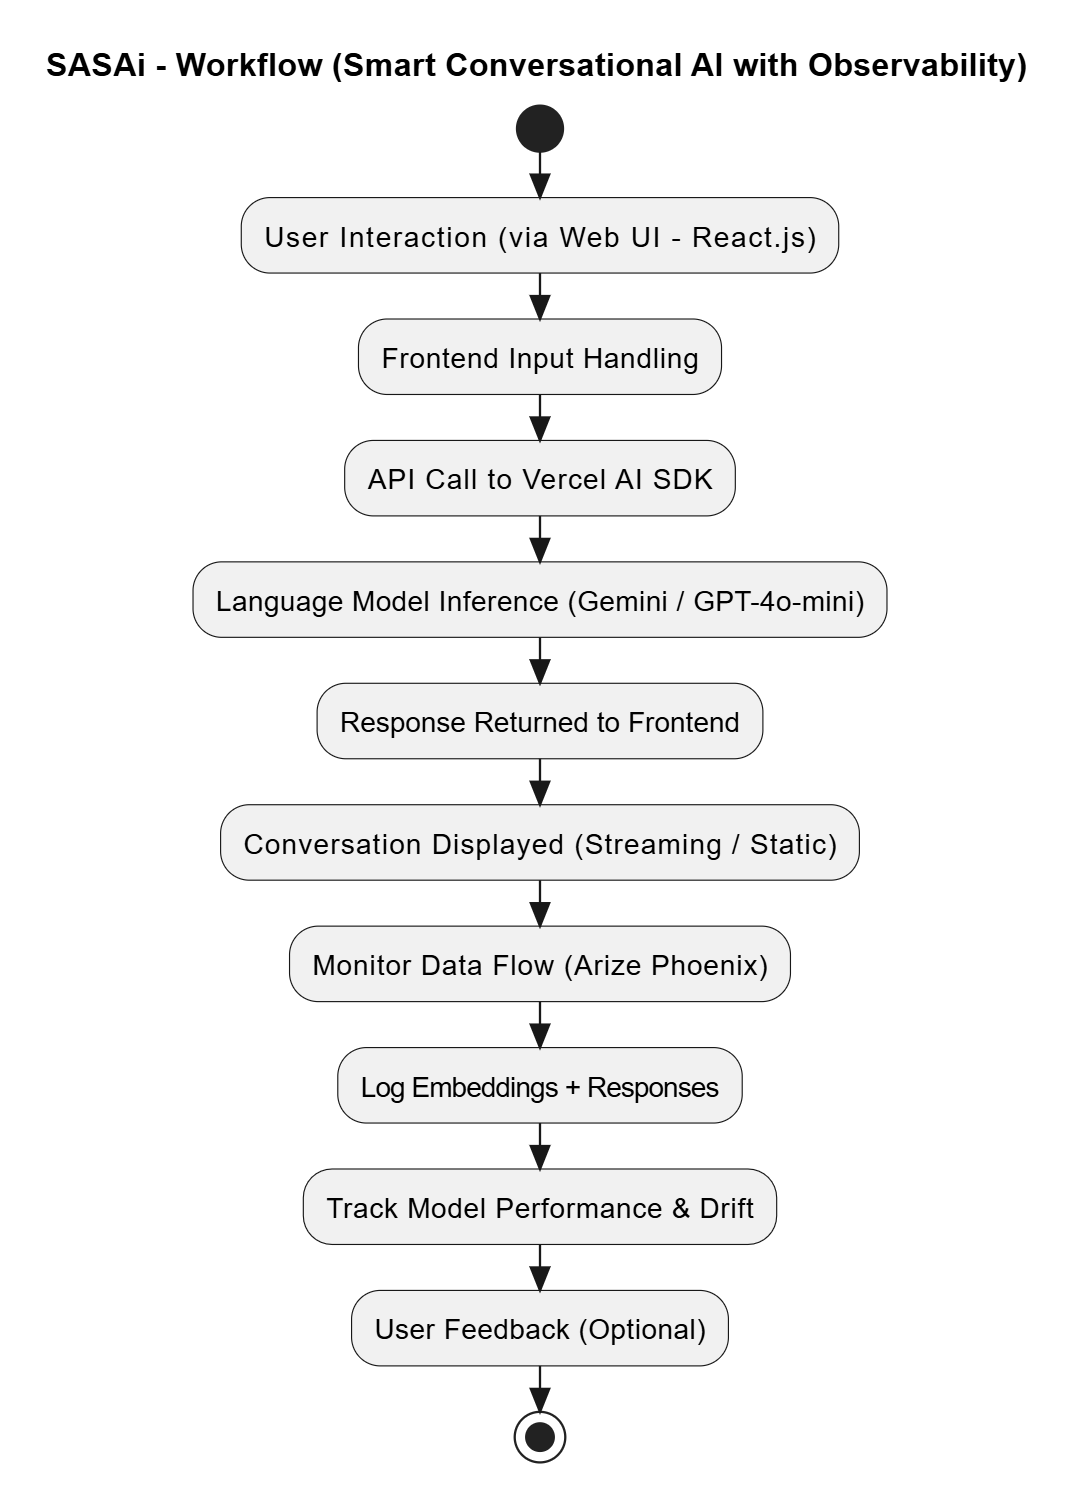 SASAi - Workflow (Smart Conversational AI with Observability)
User Interaction (via Web UI - React.js)
Frontend Input Handling
API Call to Vercel AI SDK
Language Model Inference (Gemini / GPT-4o-mini)
Response Returned to Frontend
Conversation Displayed (Streaming / Static)
Monitor Data Flow (Arize Phoenix)
Log Embeddings + Responses
Track Model Performance & Drift
User Feedback (Optional)